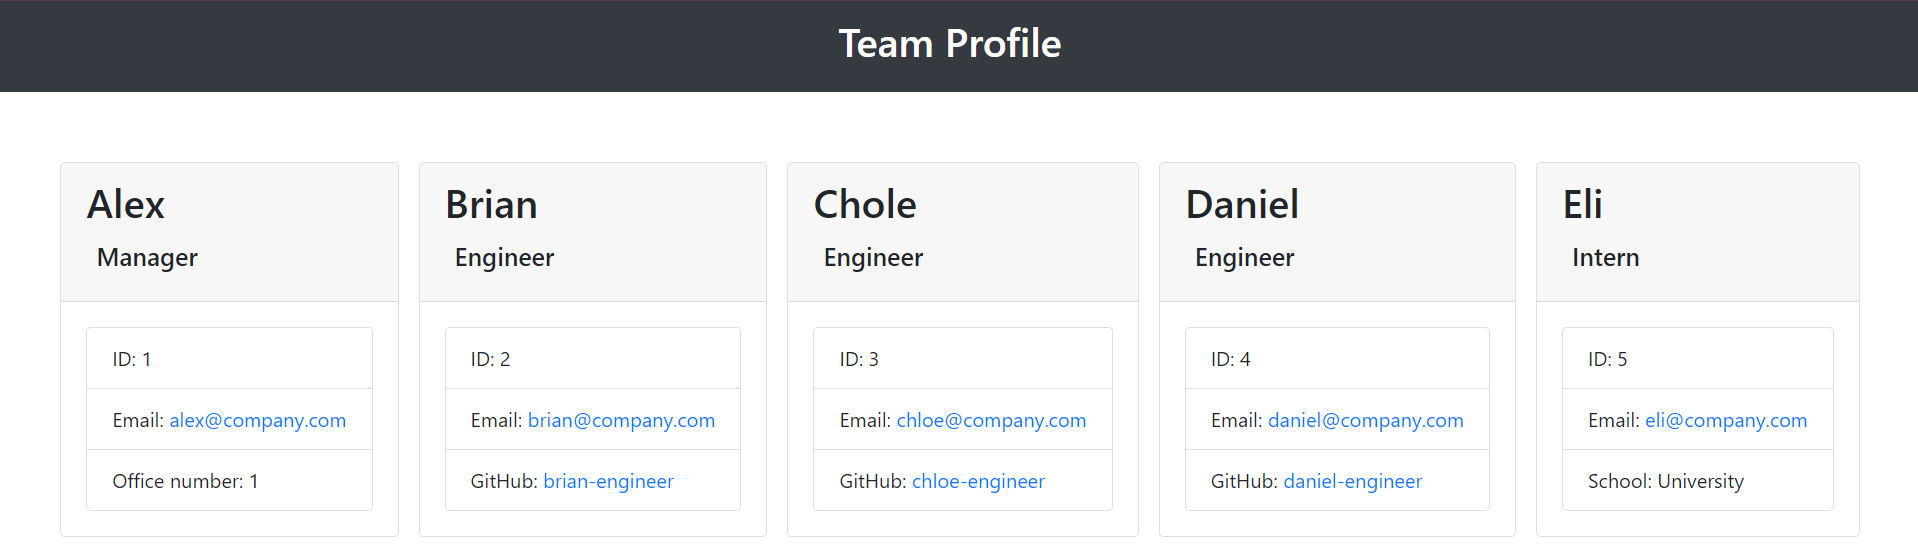 Team Profile
Alex
Manager
ID: 1
Email: alex@company.com
Office number: 1
Brian
Engineer
ID: 2
Email: brian@company.com
GitHub: brian-engineer
Chole
Engineer
ID: 3
Email: chloe@company.com
GitHub: chloe-engineer
Daniel
Engineer
ID: 4
Email: daniel@company.com
GitHub: daniel-engineer
Eli
Intern
ID: 5
Email: eli@company.com
School: University